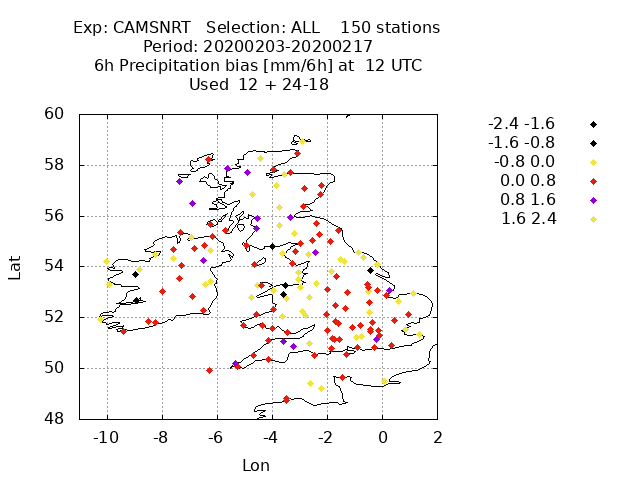 Exp: CAMSNRT   Selection: ALL    150 stations
Period: 20200203-20200217
6h Precipitation bias [mm/6h] at  12 UTC
Used  12 + 24-18
60
58
56
54
52
50
48
-10 -8 -6 -4 -2 0 2
Lat
Lon
-2.4 -1.6
-1.6 -0.8
-0.8 0.0
0.0 0.8
0.8 1.6
1.6 2.4